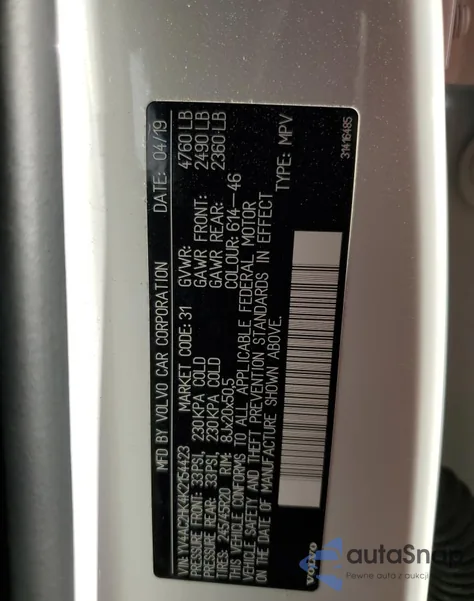 MFD BY VOLVO CAR CORPORATION DATE: 04/19
VIN: YV4AC2HK4K2154423 MARKET CODE: 31 GVWR: 4760 LB
PRESSURE FRONT: 33PSI, 230KPA COLD GAWR FRONT: 2490 LB
PRESSURE REAR: 33PSI, 230KPA COLD GAWR REAR: 2360 LB
TIRES: 245/45R20 RIM: 8Jx20x50,5 COLOUR: 614--46
THIS VEHICLE CONFORMS TO ALL APPLICABLE FEDERAL MOTOR
VEHICLE SAFETY AND THEFT PREVENTION STANDARDS IN EFFECT
ON THE DATE OF MANUFACTURE SHOWN ABOVE.
TYPE: MPV
VOLVO
31416485
autoSnap
Pewne auta z aukcji